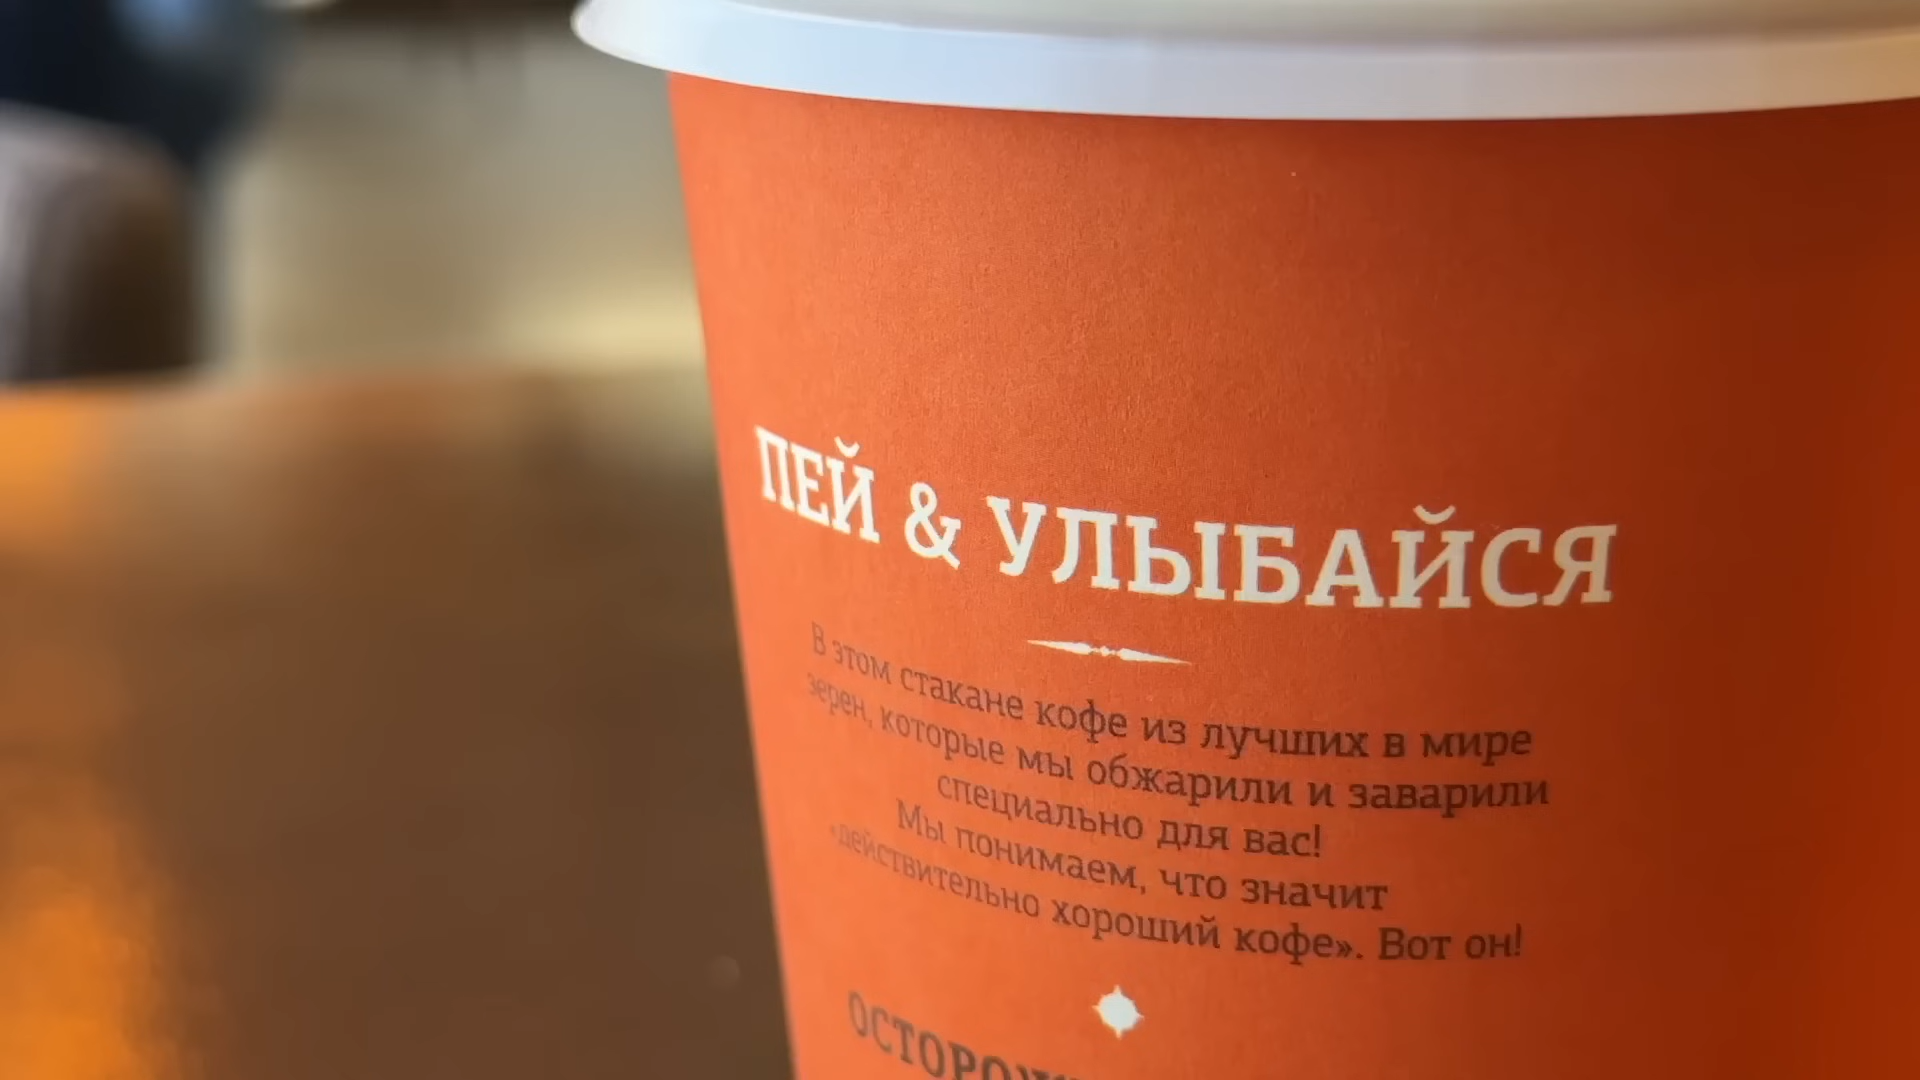 ПЕЙ & УЛЫБАЙСЯ
В этом стакане кофе из лучших в мире
зерен, которые мы обжарили и заварили
специально для вас!
Мы понимаем, что значит
«действительно хороший кофе». Вот он!